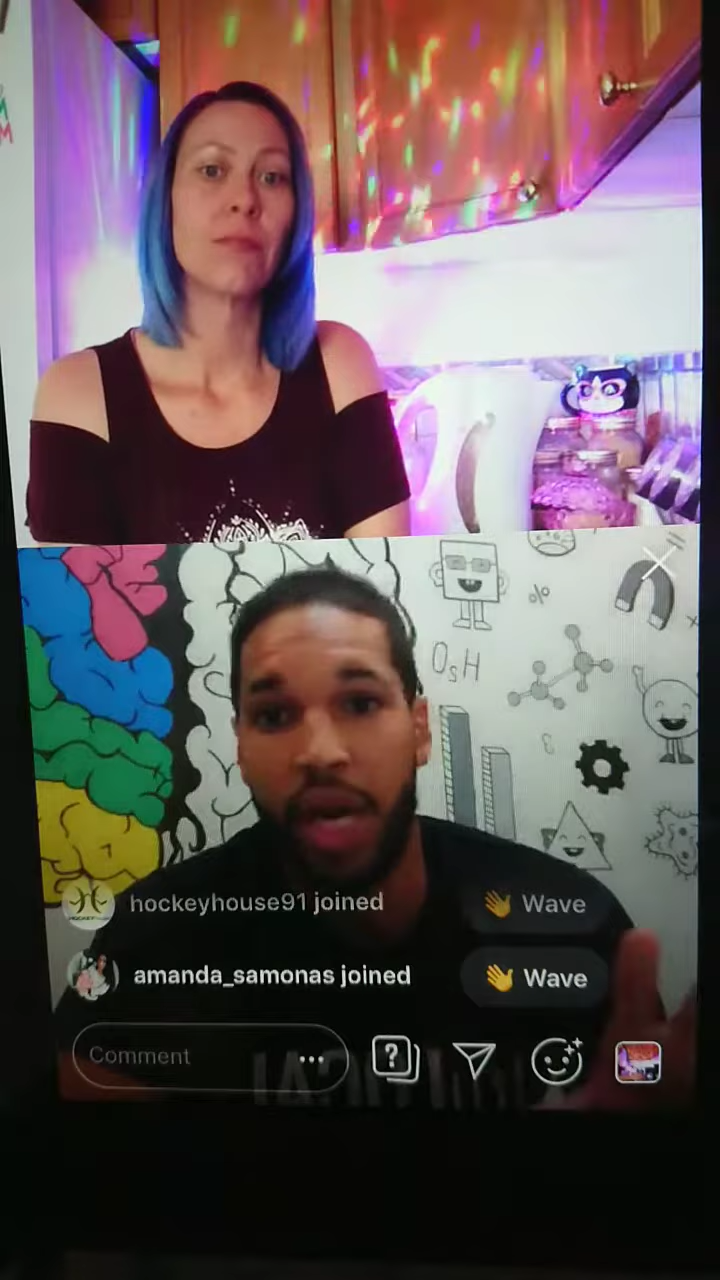 M
%
OsH
hockeyhouse91 joined
Wave
amanda_samonas joined
Wave
Comment
?